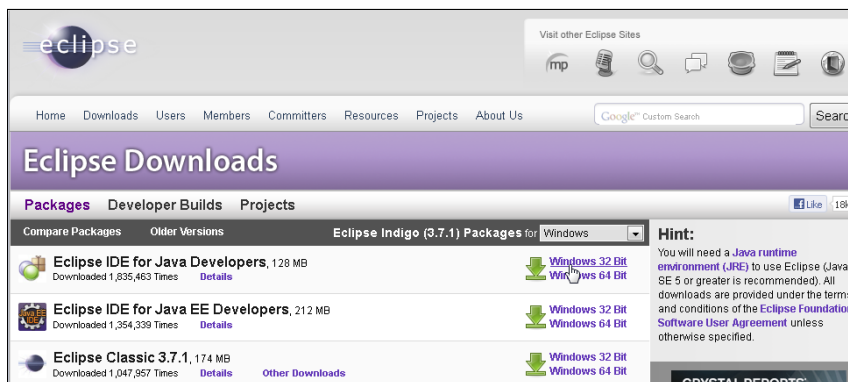 eclipse
Visit other Eclipse Sites
mp
Home Downloads Users Members Committers Resources Projects About Us
Google™ Custom Search
Searc
Eclipse Downloads
Packages Developer Builds Projects
Like 18k
Compare Packages Older Versions Eclipse Indigo (3.7.1) Packages for Windows
Eclipse IDE for Java Developers, 128 MB
Downloaded 1,835,463 Times Details
Windows 32 Bit
Windows 64 Bit
Eclipse IDE for Java EE Developers, 212 MB
Downloaded 1,354,339 Times Details
Windows 32 Bit
Windows 64 Bit
Eclipse Classic 3.7.1, 174 MB
Downloaded 1,047,957 Times Details Other Downloads
Windows 32 Bit
Windows 64 Bit
Hint:
You will need a Java runtime
environment (JRE) to use Eclipse (Java
SE 5 or greater is recommended). All
downloads are provided under the terms
and conditions of the Eclipse Foundation
Software User Agreement unless
otherwise specified.
CRYSTAL REPORTS
Java EE
IDE